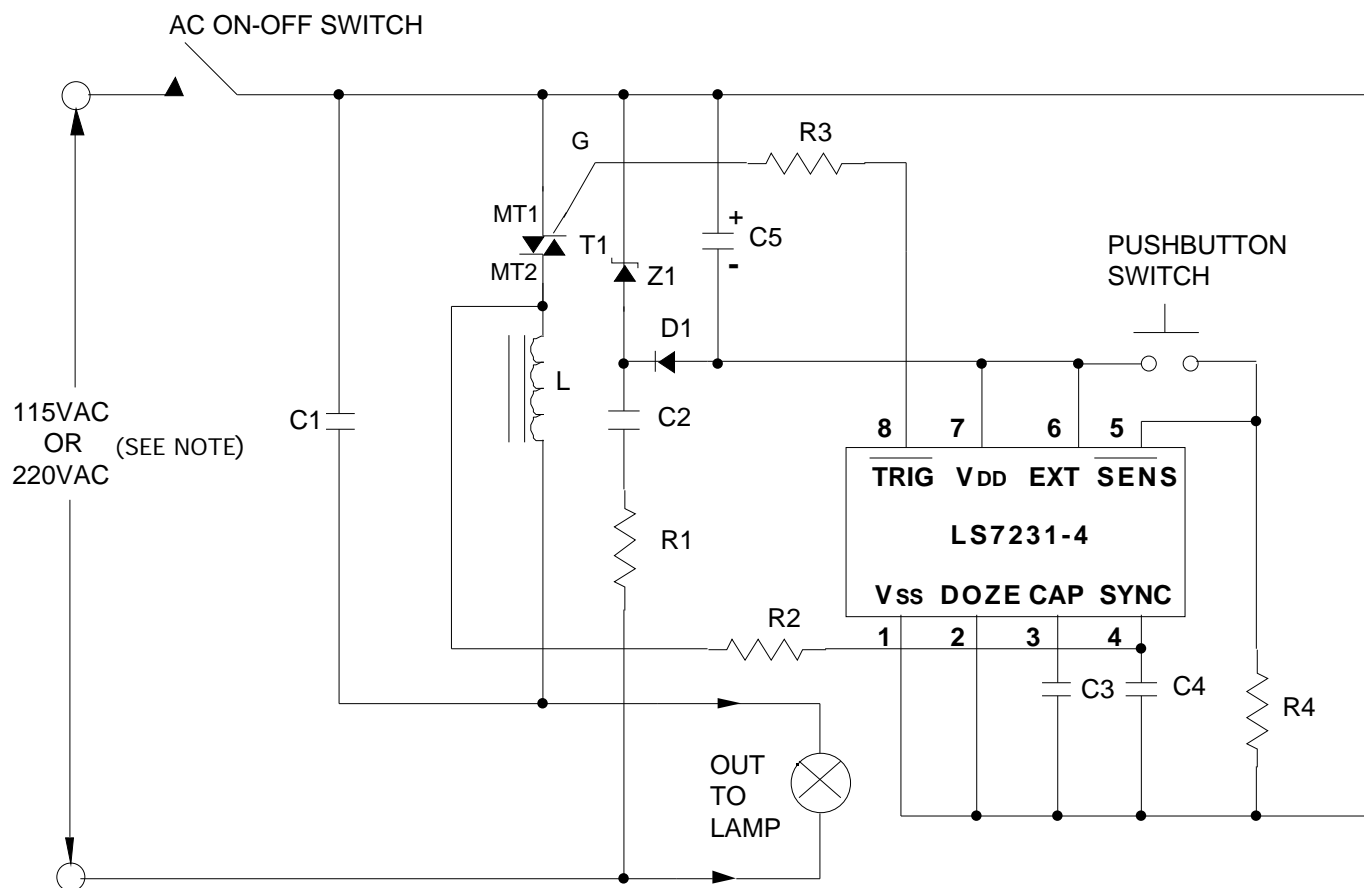 AC ON-OFF SWITCH
R3
G
MT1
T1
MT2
+
C5
-
Z1
PUSHBUTTON
SWITCH
D1
L
C1
C2
115VAC
OR
220VAC
(SEE NOTE)
8 7 6 5
TRIG VDD EXT SENS
LS7231-4
VSS DOZE CAP SYNC
1 2 3 4
R1
R2
C3
C4
R4
OUT
TO
LAMP